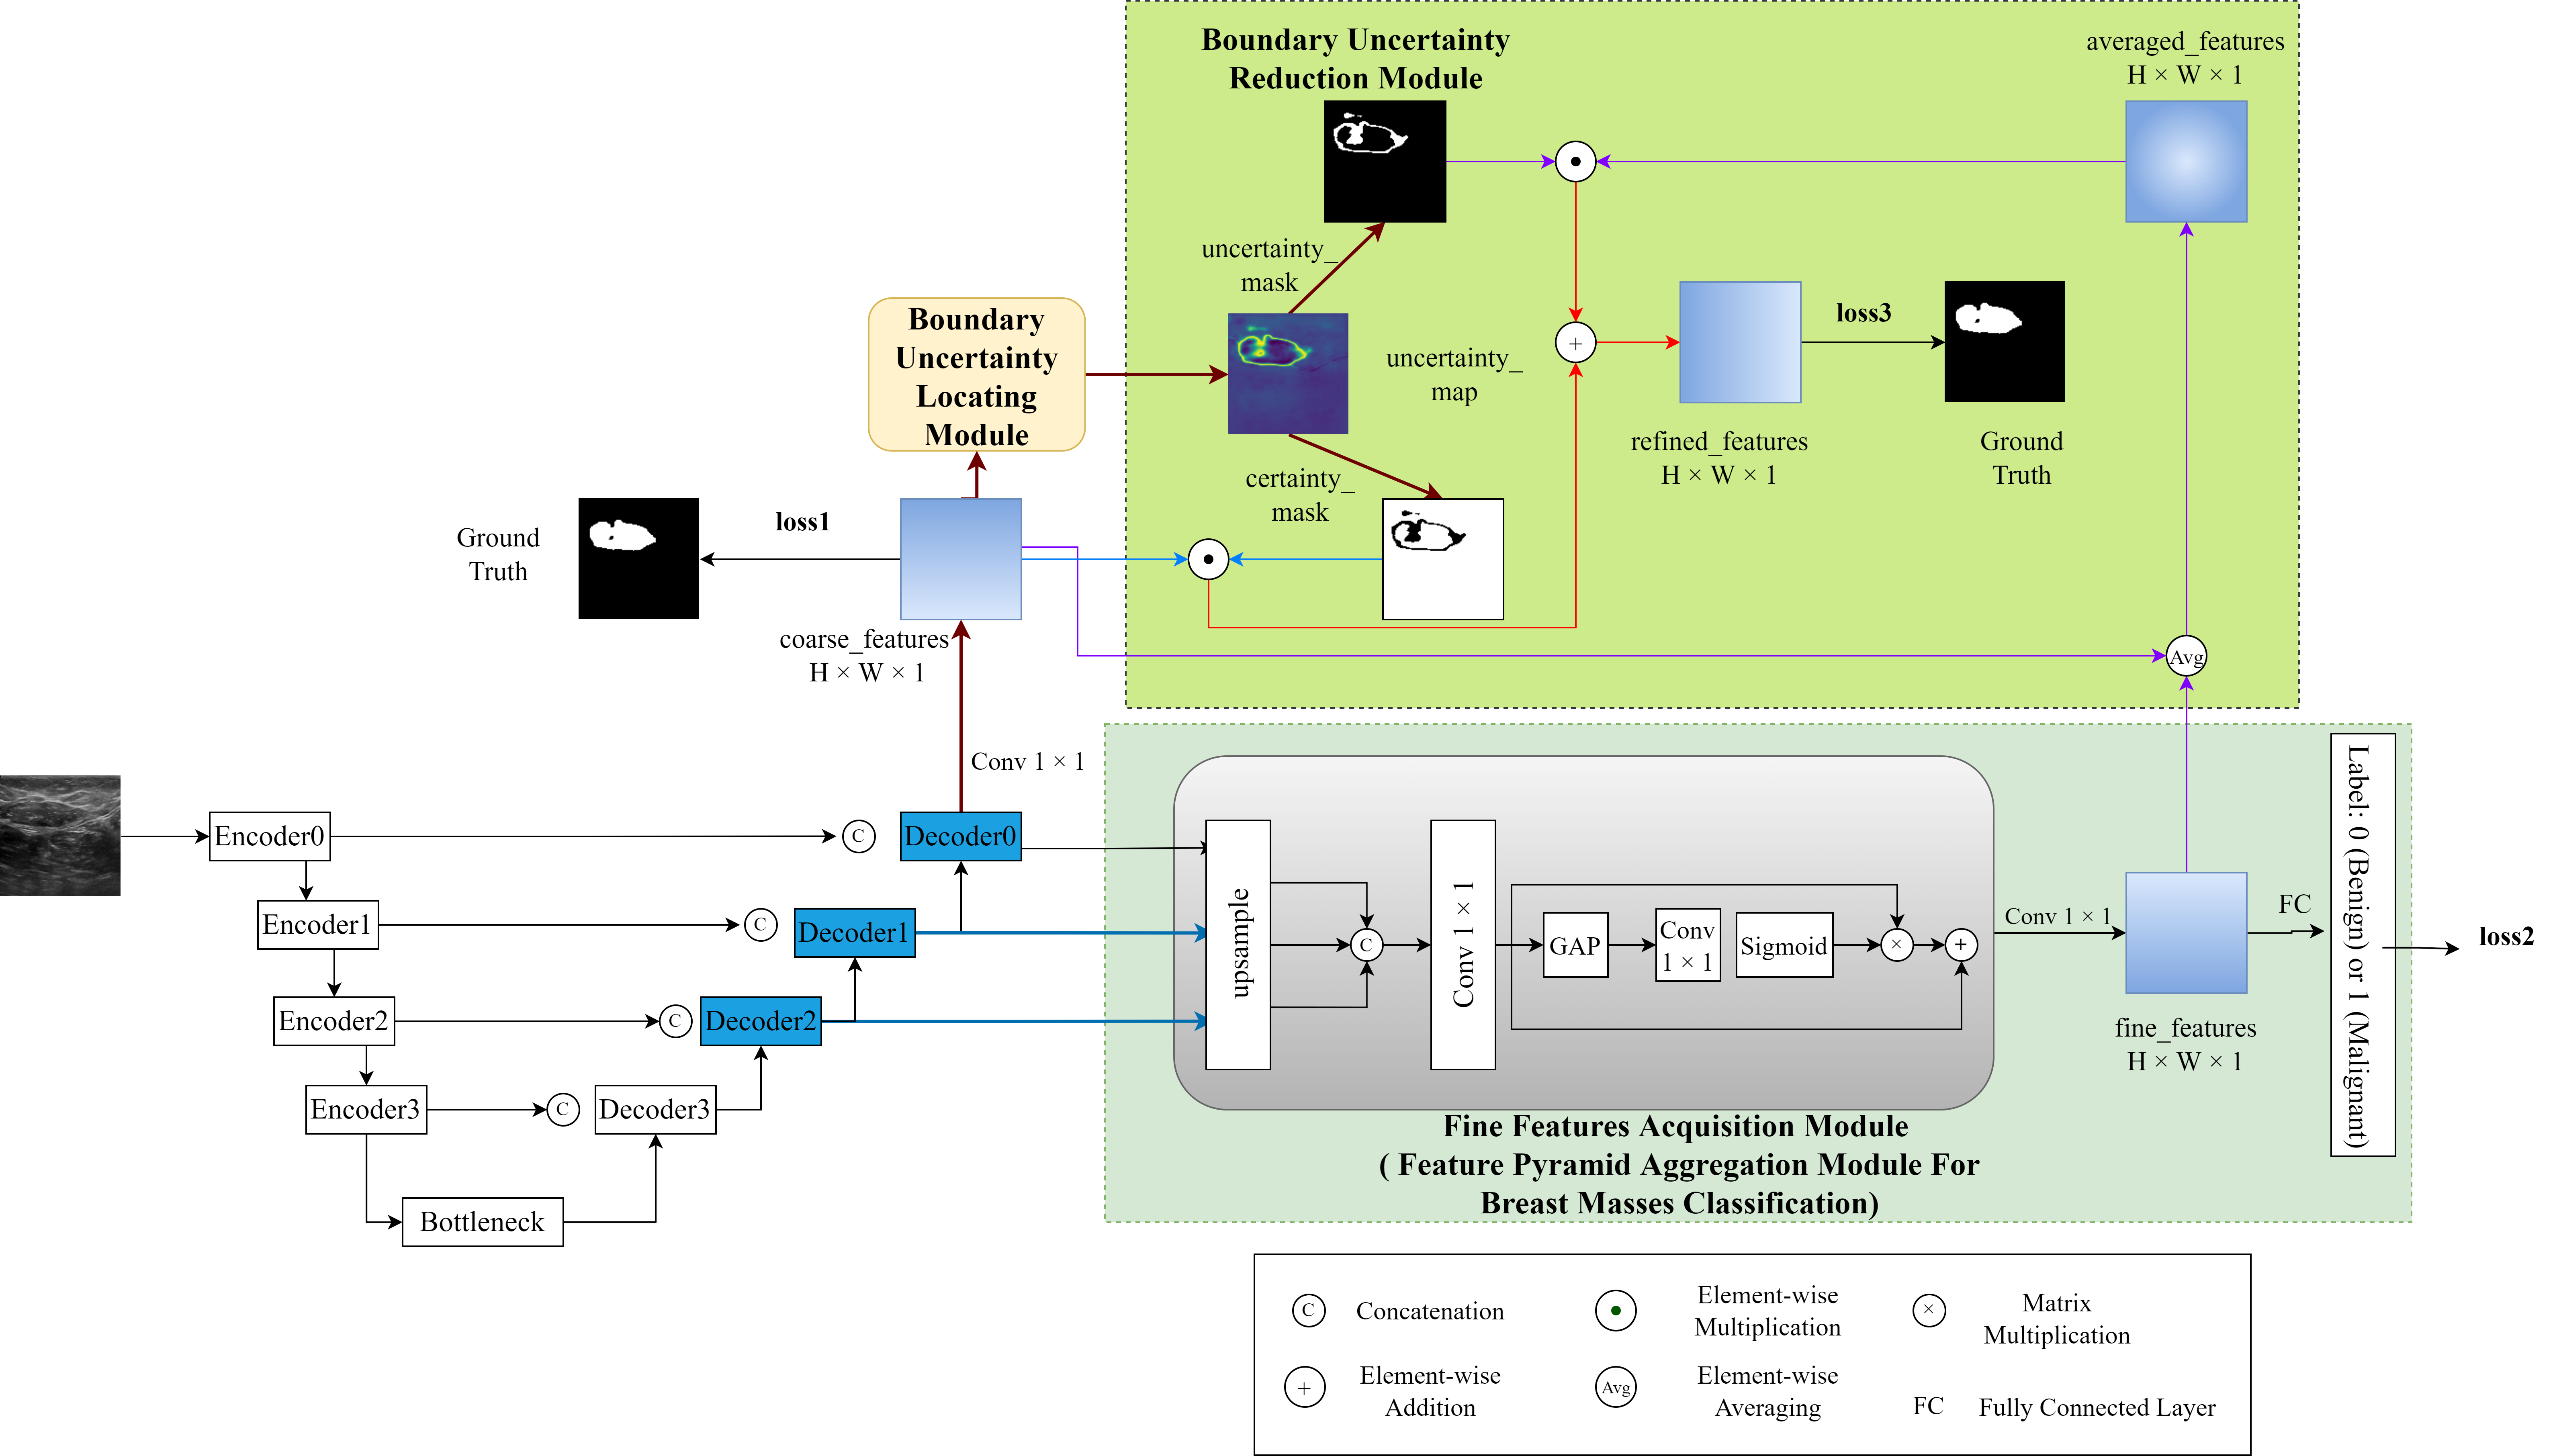 Boundary Uncertainty
Reduction Module
averaged_features
H × W × 1
uncertainty_
mask
Boundary
Uncertainty
Locating
Module
uncertainty_
map
loss3
refined_features
H × W × 1
Ground
Truth
certainty_
mask
Ground
Truth
loss1
coarse_features
H × W × 1
Avg
Conv 1 × 1
Encoder0
C
Decoder0
Encoder1
C
Decoder1
Encoder2
C
Decoder2
Encoder3
C
Decoder3
Bottleneck
upsample
C
Conv 1 × 1
GAP
Conv
1 × 1
Sigmoid
×
+
Conv 1 × 1
fine_features
H × W × 1
FC
Label: 0 (Benign) or 1 (Malignant)
loss2
Fine Features Acquisition Module
( Feature Pyramid Aggregation Module For
Breast Masses Classification)
C Concatenation
Element-wise
Multiplication
× Matrix
Multiplication
+ Element-wise
Addition
Avg Element-wise
Averaging
FC Fully Connected Layer